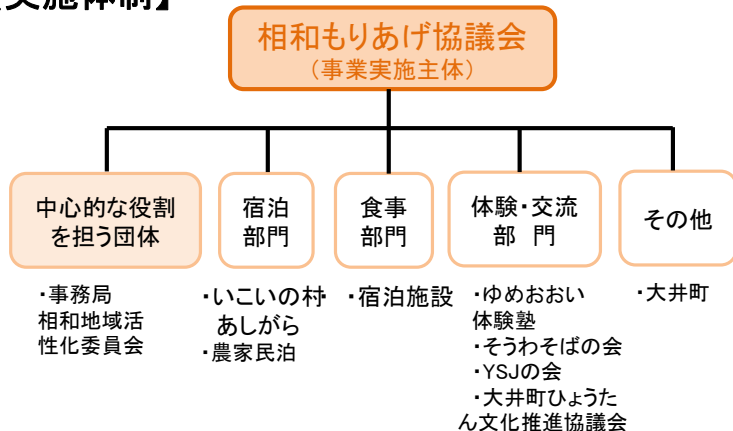 【実施体制】
相和もりあげ協議会
（事業実施主体）
中心的な役割
を担う団体
宿泊
部門
食事
部門
体験・交流
部　門
その他
・事務局
相和地域活
性化委員会
・いこいの村
あしがら
・農家民泊
・宿泊施設
・ゆめおおい
体験塾
・そうわそばの会
・YSJの会
・大井町ひょうた
ん文化推進協議会
・大井町